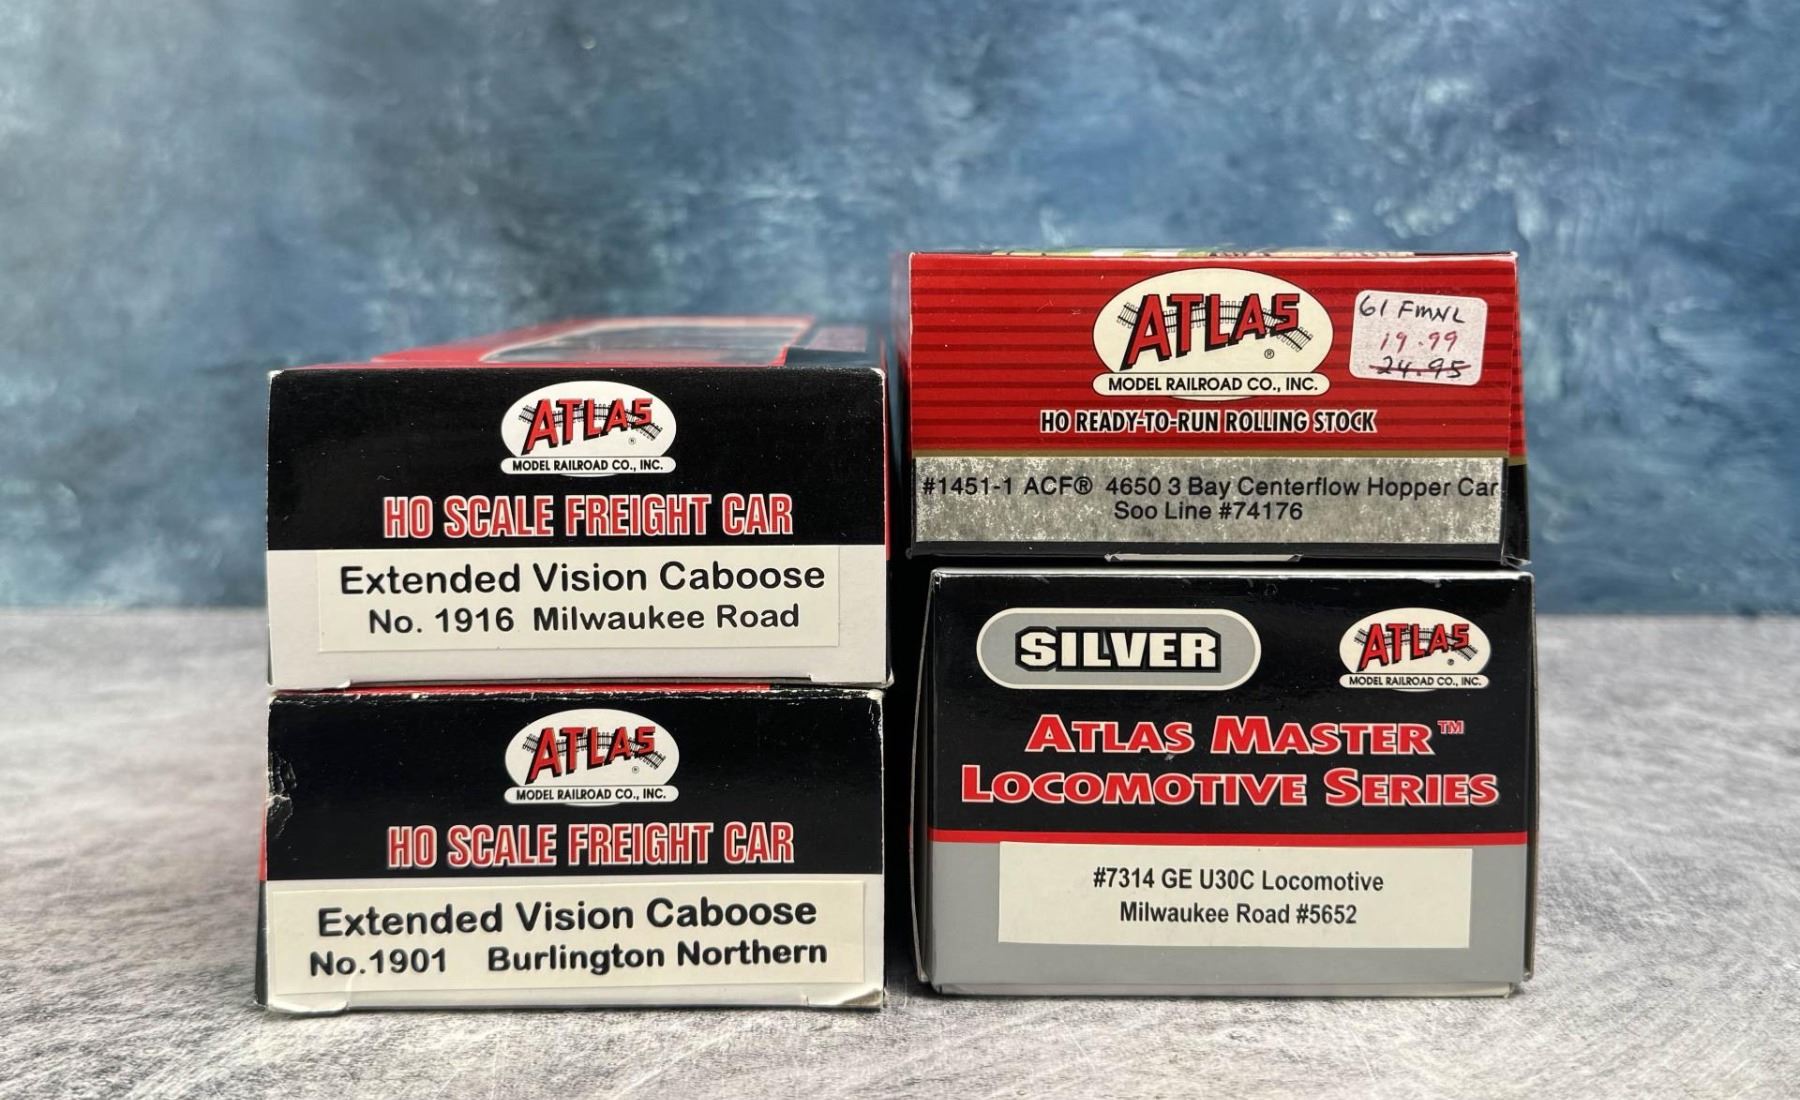 ATLAS
®
MODEL RAILROAD CO., INC.
HO SCALE FREIGHT CAR
Extended Vision Caboose
No. 1916 Milwaukee Road
ATLAS
®
MODEL RAILROAD CO., INC.
HO SCALE FREIGHT CAR
Extended Vision Caboose
No.1901 Burlington Northern
ATLAS
®
MODEL RAILROAD CO., INC.
HO READY-TO-RUN ROLLING STOCK
61 FMNL
19.99
24.95
#1451-1 ACF® 4650 3 Bay Centerflow Hopper Car
Soo Line #74176
SILVER
ATLAS
®
MODEL RAILROAD CO., INC.
ATLAS MASTER™
LOCOMOTIVE SERIES
#7314 GE U30C Locomotive
Milwaukee Road #5652